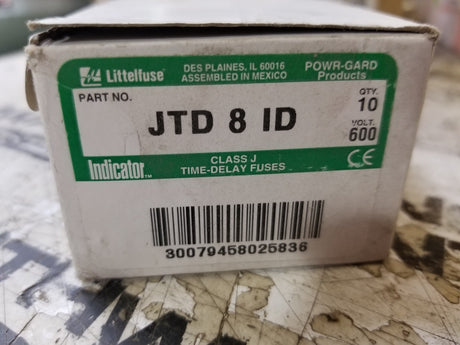 Littelfuse
DES PLAINES, IL 60016
ASSEMBLED IN MEXICO
POWR-GARD
Products
PART NO.
JTD 8 ID
QTY.
10
VOLT.
600
Indicator™
CLASS J
TIME-DELAY FUSES
CE
30079458025836